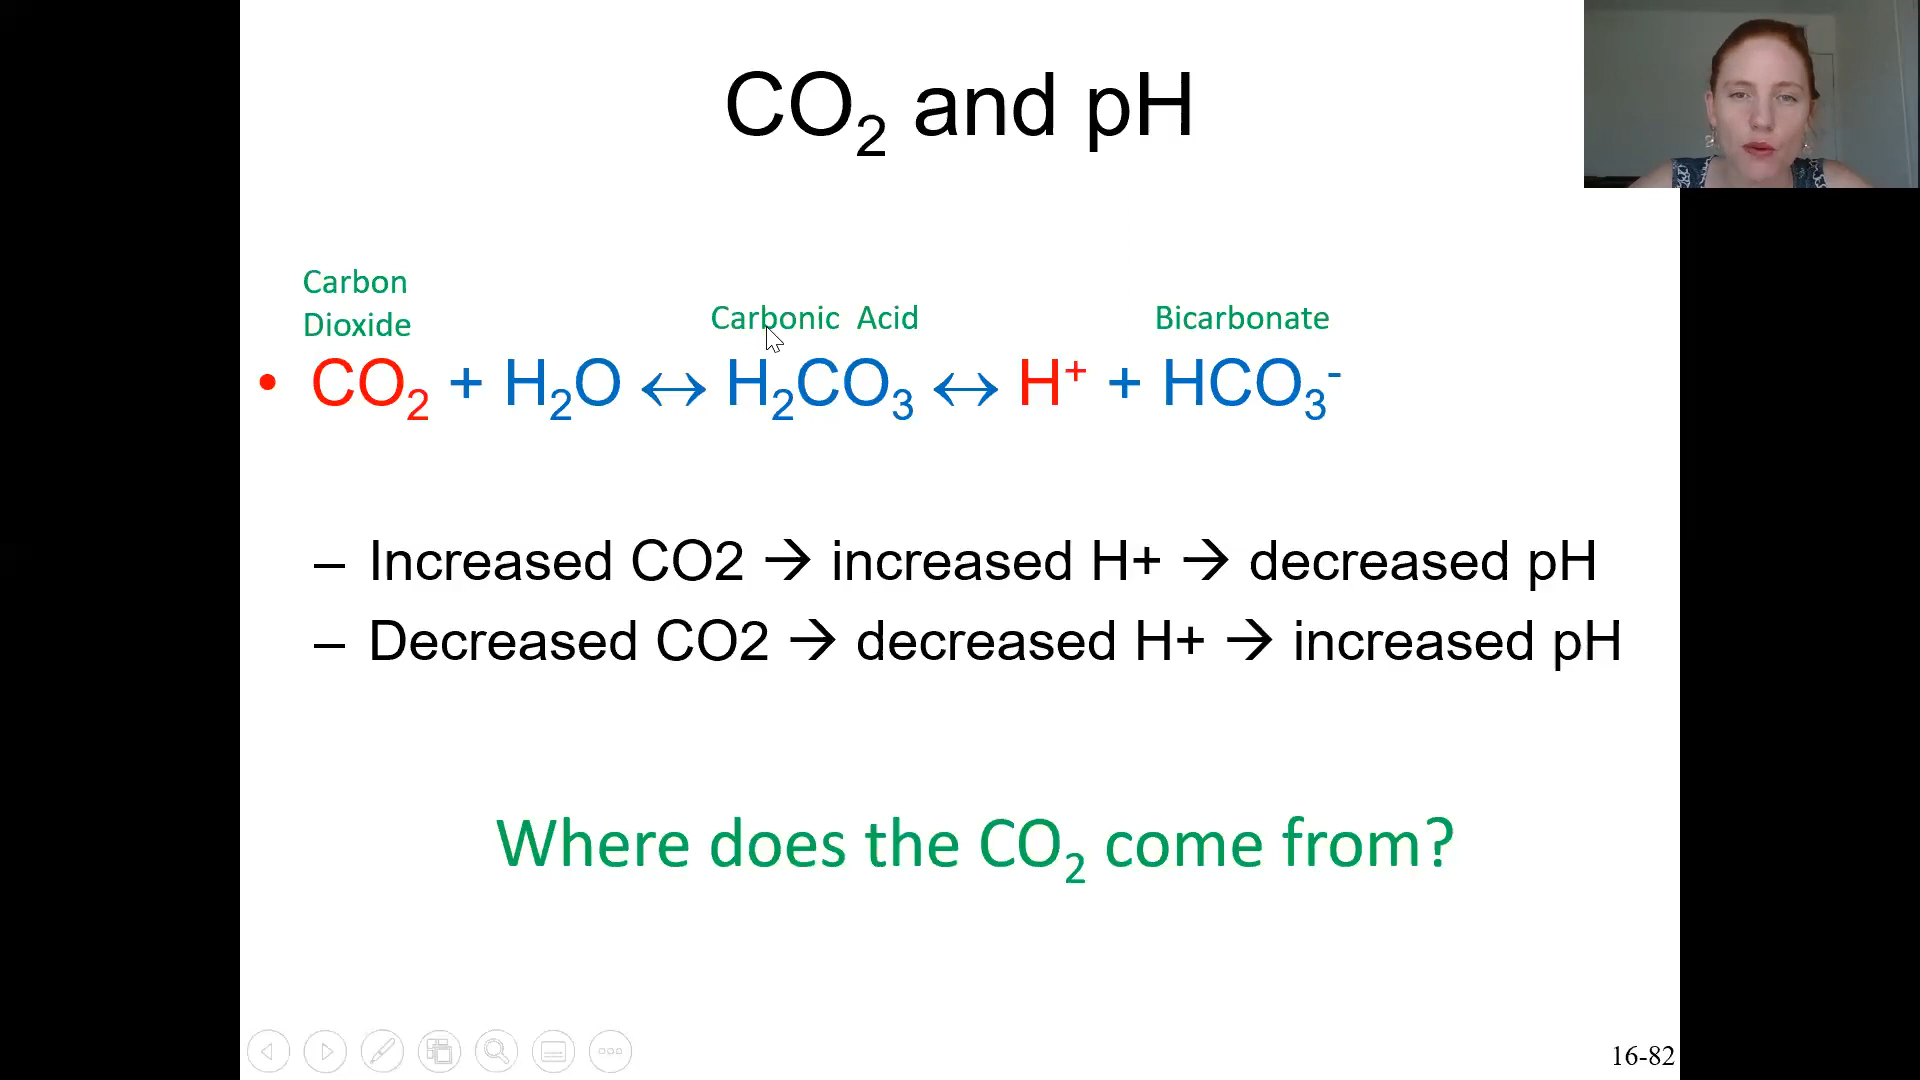 CO₂ and pH
Carbon
Dioxide
Carbonic Acid
Bicarbonate
• CO₂ + H₂O ↔ H₂CO₃ ↔ H⁺ + HCO₃⁻
– Increased CO2 → increased H+ → decreased pH
– Decreased CO2 → decreased H+ → increased pH
Where does the CO₂ come from?
16-82